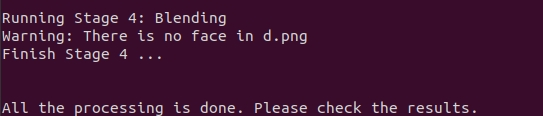 Running Stage 4: Blending
Warning: There is no face in d.png
Finish Stage 4 ...
All the processing is done. Please check the results.